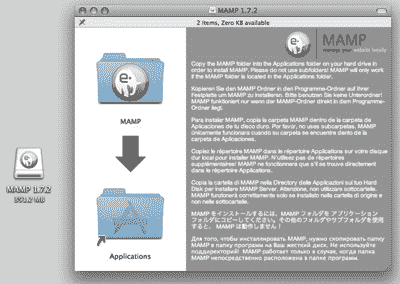 MAMP 1.7.2
2 items, Zero KB available
MAMP
manage your website locally
Copy the MAMP folder into the Applications folder on your hard drive in
order to install MAMP. Please do not use subfolders! MAMP will only work
if the MAMP folder is located in the Applications folder.
Kopieren Sie den MAMP Ordner in den Programme-Ordner auf Ihrer
Festplatte um MAMP zu installieren. Bitte benutzen Sie keine Unterordner!
MAMP funktioniert nur wenn der MAMP-Ordner direkt in dem Programme-
Ordner liegt.
Para instalar MAMP, copia la carpeta MAMP dentro de la carpeta de
Aplicaciones de tu disco duro. Por favor, no uses subcarpetas. MAMP
únicamente funcionara cuando su carpeta se encuentre dentro de la
carpeta de Aplicaciones.
Copiez le répertoire MAMP dans le répertoire Applications sur votre disque
dur local pour installer MAMP. N'utilisez pas de répertoires
supplémentaires! MAMP ne fonctionnera que s'il se trouve directement
dans le répertoire Applications.
Copia la cartella di MAMP nella Directory delle Applicazioni sul tuo Hard
Disk per installare MAMP Server. Attenzione, non utilizzare sottocartelle.
MAMP funzionerà correttamente solo se installato nella cartella di origine e
non nelle sottocartelle.
MAMP をインストールするには、MAMP フォルダを アプリケーション
フォルダにコピーしてください。その他のフォルダやサブフォルダを使用
すると、MAMP は動作しません！
Для того, чтобы инсталлировать MAMP, нужно скопировать папку
MAMP в папку программ на Ваш жесткий диск. Не используйте
поддиректорий! MAMP работает только в случае, когда папка
MAMP непосредственно расположена в папке программ.
MAMP
Applications
MAMP 1.7.2
391.2 MB